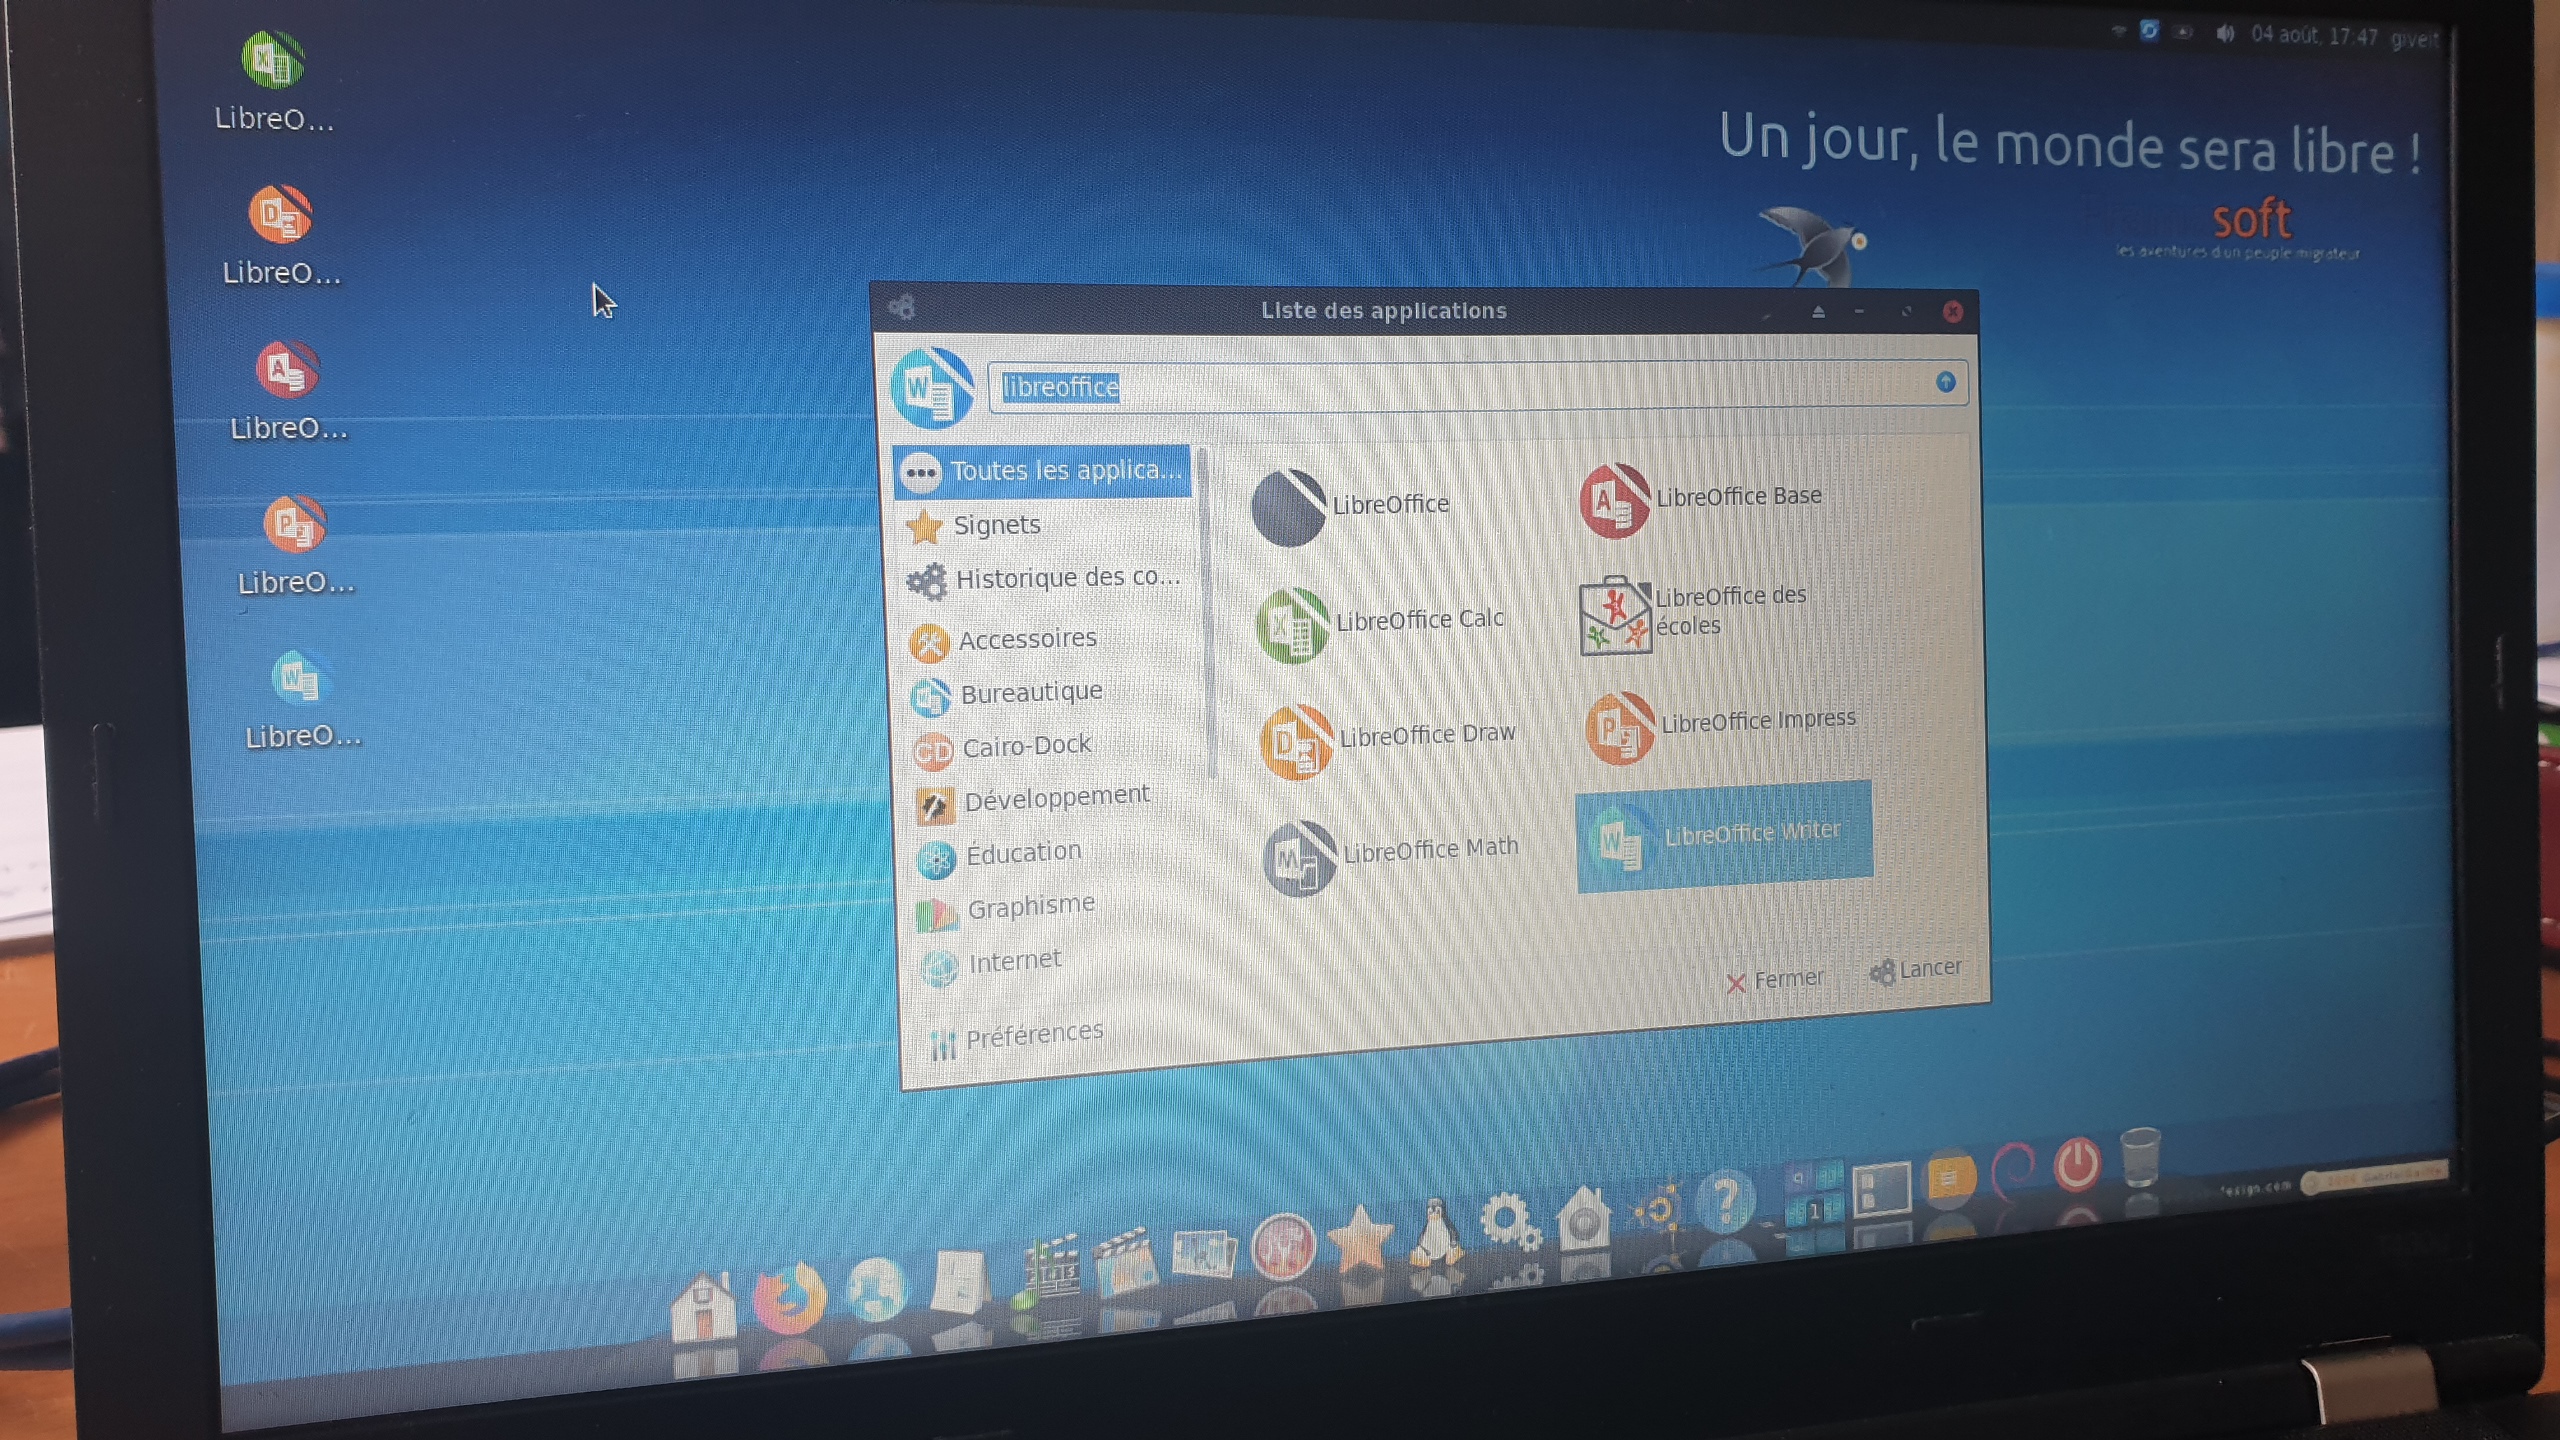 04 août, 17:47 giveit
Un jour, le monde sera libre !
soft
les aventures d'un peuple migrateur
LibreO...
LibreO...
LibreO...
LibreO...
LibreO...
Liste des applications
libreoffice
Toutes les applica...
Signets
Historique des co...
Accessoires
Bureautique
Cairo-Dock
Développement
Éducation
Graphisme
Internet
Préférences
LibreOffice
LibreOffice Base
LibreOffice Calc
LibreOffice des
écoles
LibreOffice Draw
LibreOffice Impress
LibreOffice Math
LibreOffice Writer
Fermer
Lancer
1